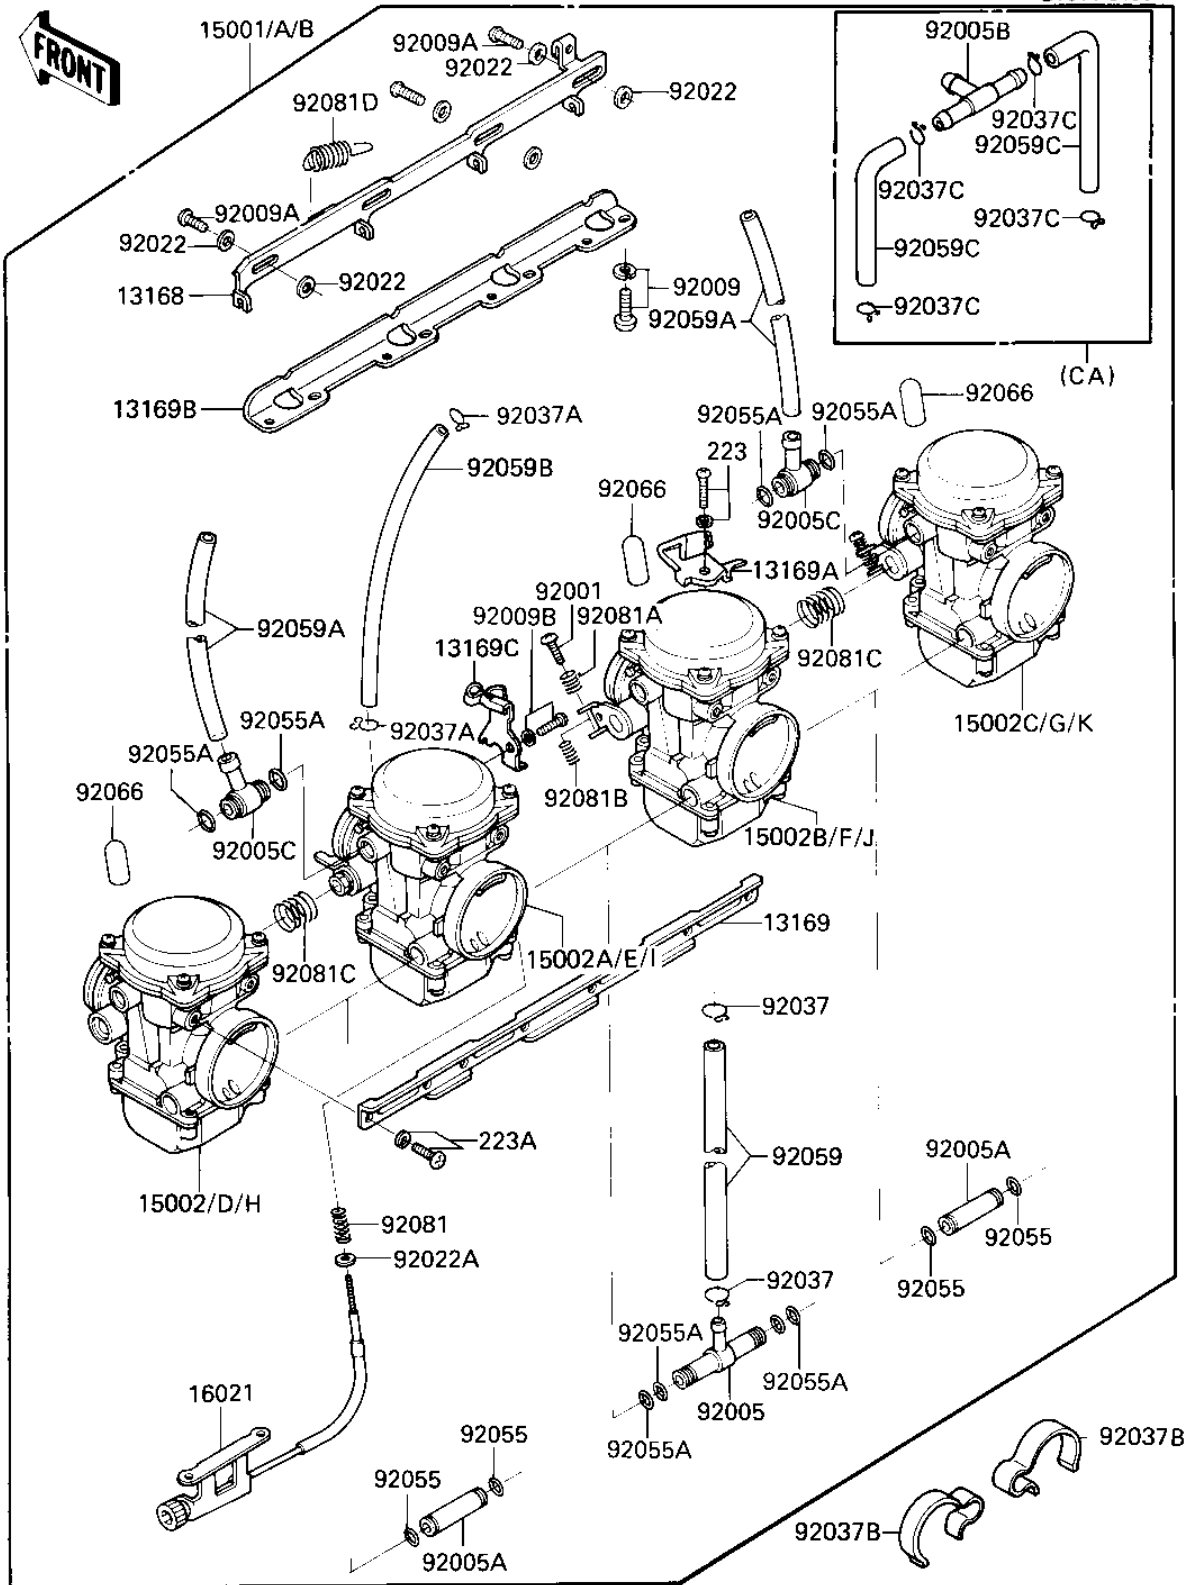 FRONT
15001/A/B
92009A
92022
92022
92081D
92009A
92022
92022
13168
13169B
92009
92059A
92005B
92037C
92059C
92037C
92037C
92059C
92037C
(CA)
92066
92037A
92059B
92055A
92055A
223
92066
92005C
13169A
92001
92009B
92081A
13169C
92059A
92037A
92081C
15002C/G/K
92055A
92055A
92066
92081B
92005C
15002B/F/J
13169
15002A/E/I
92081C
92037
223A
92059
92005A
15002/D/H
92081
92055
92022A
92055
92037
92055A
92055A
92005
92055A
16021
92055
92055
92005A
92037B
92037B